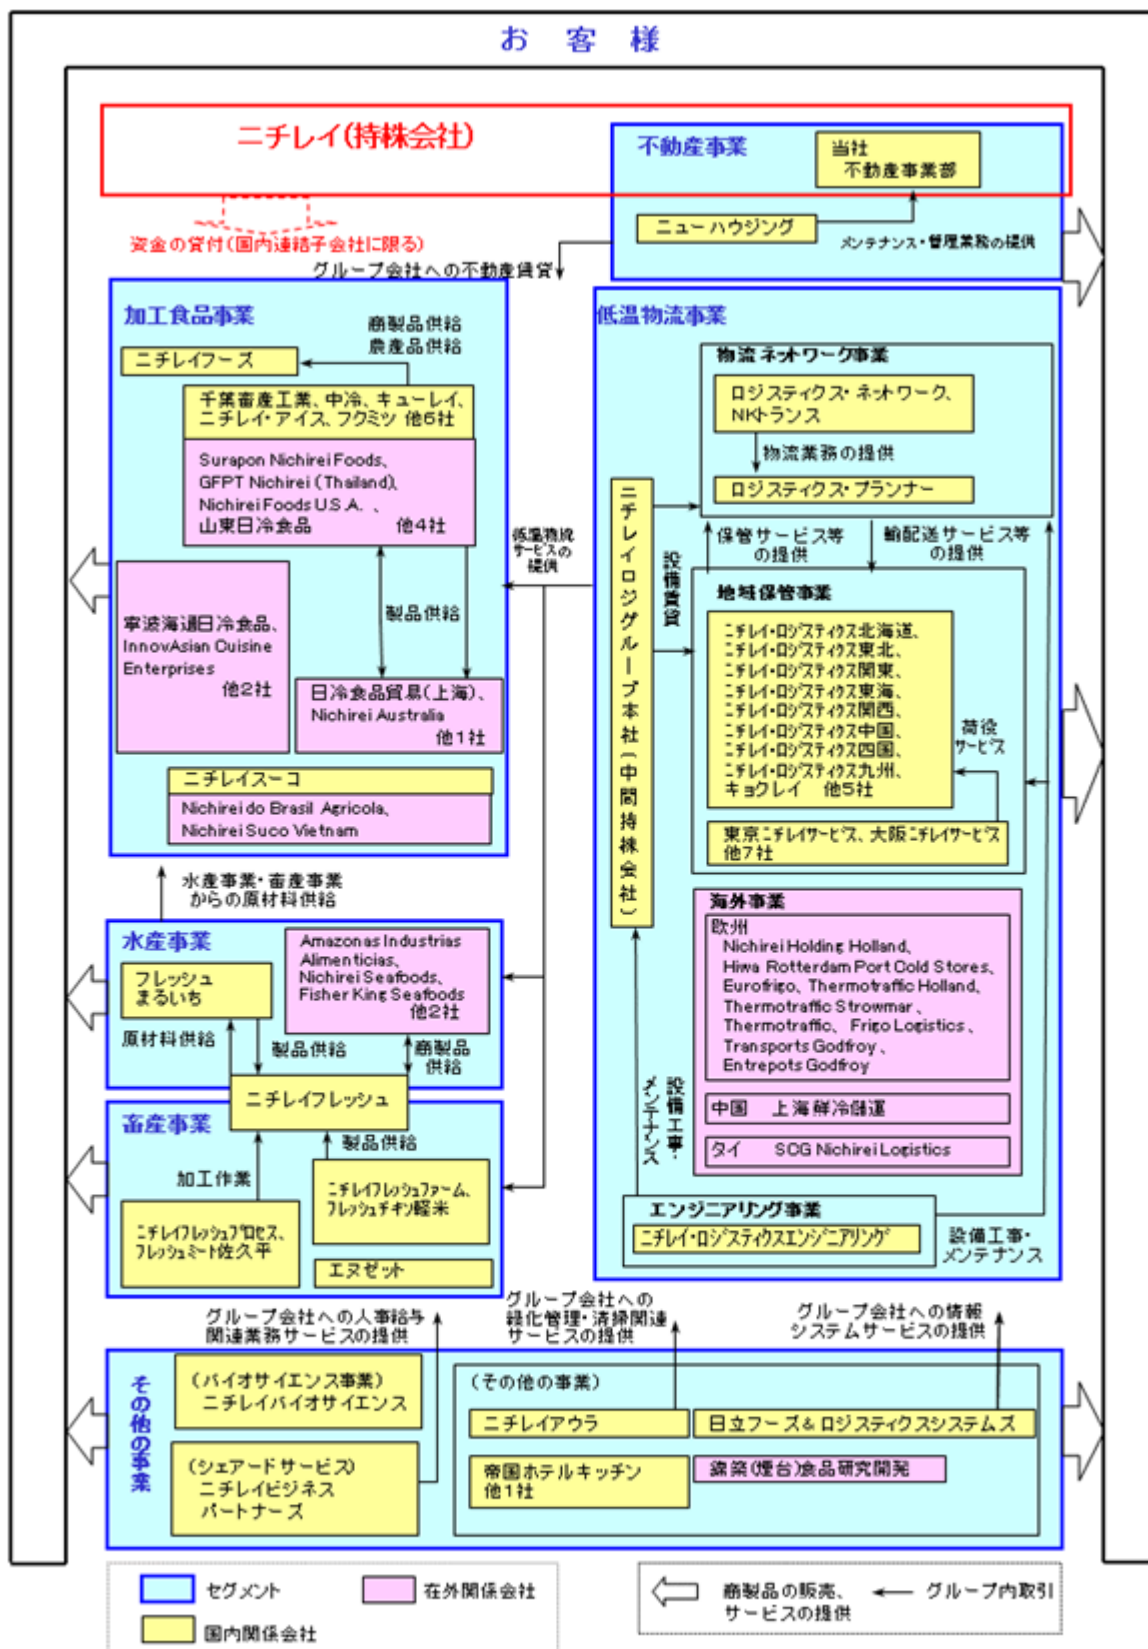 お客様
ニチレイ(持株会社)
不動産事業
当社
不動産事業部
ニューハウジング
メンテナンス・管理業務の提供
資金の貸付(国内連結子会社に限る)
グループ会社への不動産賃貸
加工食品事業
商製品供給
農産品供給
ニチレイフーズ
千葉畜産工業、中冷、キューレイ、
ニチレイ・アイス、フクミツ 他6社
Surapon Nichirei Foods、
GFPT Nichirei (Thailand)、
Nichirei Foods U.S.A. 、
山東日冷食品 他4社
製品供給
寧波海通日冷食品、
InnovAsian Cuisine
Enterprises
他2社
日冷食品貿易(上海)、
Nichirei Australia
他1社
ニチレイスーコ
Nichirei do Brasil Agricola、
Nichirei Suco Vietnam
低温物流
サービスの
提供
低温物流事業
物流ネットワーク事業
ロジスティクス・ネットワーク、
NKトランス
物流業務の提供
ロジスティクス・プランナー
保管サービス等
の提供
輸配送サービス等
の提供
ニチレイロジグループ本社(中間持株会社)
設備賃貸
地域保管事業
ニチレイ・ロジスティクス北海道、
ニチレイ・ロジスティクス東北、
ニチレイ・ロジスティクス関東、
ニチレイ・ロジスティクス東海、
ニチレイ・ロジスティクス関西、
ニチレイ・ロジスティクス中国、
ニチレイ・ロジスティクス四国、
ニチレイ・ロジスティクス九州、
キョクレイ 他5社
荷役
サービス
東京ニチレイサービス、大阪ニチレイサービス
他7社
海外事業
欧州
Nichirei Holding Holland、
Hiwa Rotterdam Port Cold Stores、
Eurofrigo、Thermotraffic Holland、
Thermotraffic Strowmar、
Thermotraffic、 Frigo Logistics、
Transports Godfroy、
Entrepots Godfroy
中国 上海鮮冷儲運
タイ SCG Nichirei Logistics
設備工事・
メンテナンス
エンジニアリング事業
ニチレイ・ロジスティクスエンジニアリング
設備工事・
メンテナンス
水産事業・畜産事業
からの原材料供給
水産事業
フレッシュ
まるいち
Amazonas Industrias
Alimenticias、
Nichirei Seafoods、
Fisher King Seafoods
他2社
原材料供給
製品供給
商製品
供給
ニチレイフレッシュ
畜産事業
製品供給
加工作業
ニチレイフレッシュプロセス、
フレッシュミート佐久平
ニチレイフレッシュファーム、
フレッシュチキン軽米
エヌゼット
グループ会社への人事給与
関連業務サービスの提供
グループ会社への
緑化管理・清掃関連
サービスの提供
グループ会社への情報
システムサービスの提供
その他の事業
(バイオサイエンス事業)
ニチレイバイオサイエンス
(シェアードサービス)
ニチレイビジネス
パートナーズ
(その他の事業)
ニチレイアウラ
日立フーズ&ロジスティクスシステムズ
帝国ホテルキッチン
他1社
錦築(煙台)食品研究開発
セグメント
在外関係会社
国内関係会社
商製品の販売、
サービスの提供
グループ内取引